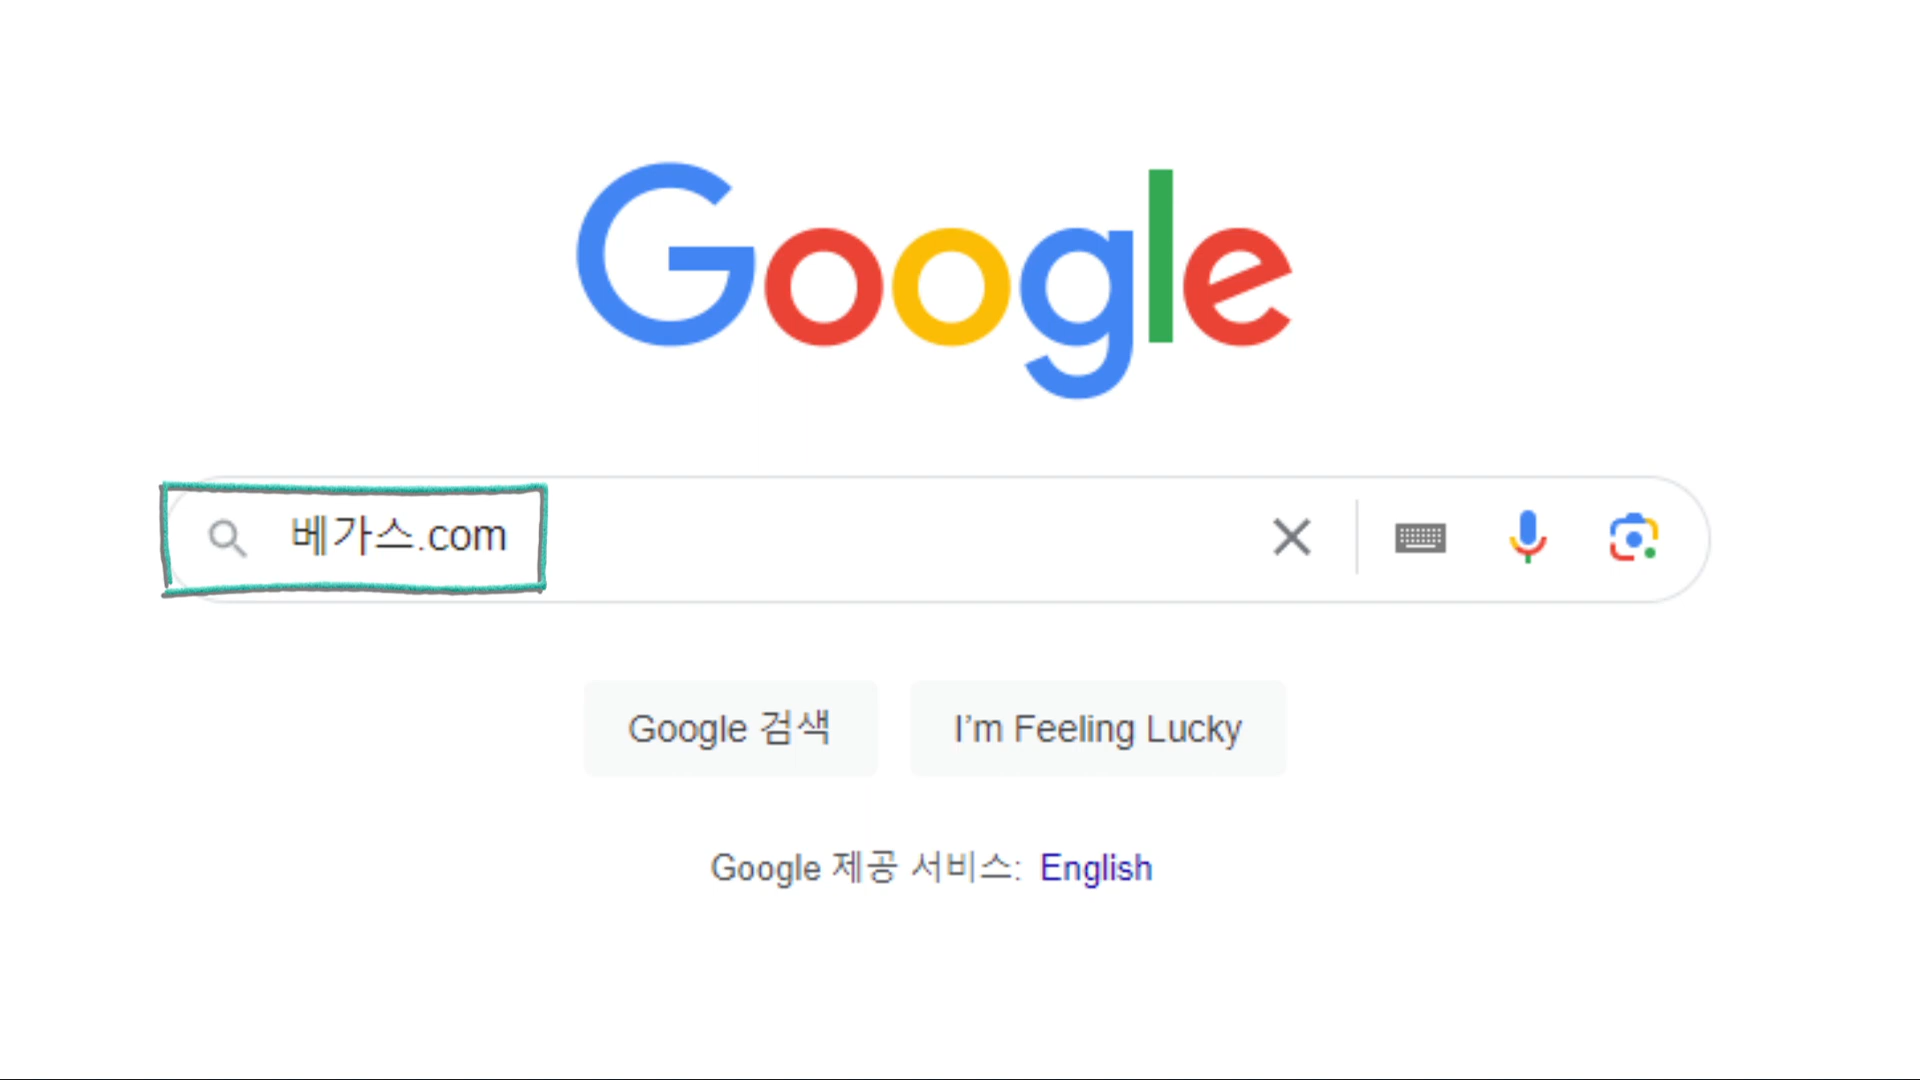 Google
베가스.com
Google 검색
I’m Feeling Lucky
Google 제공 서비스: English